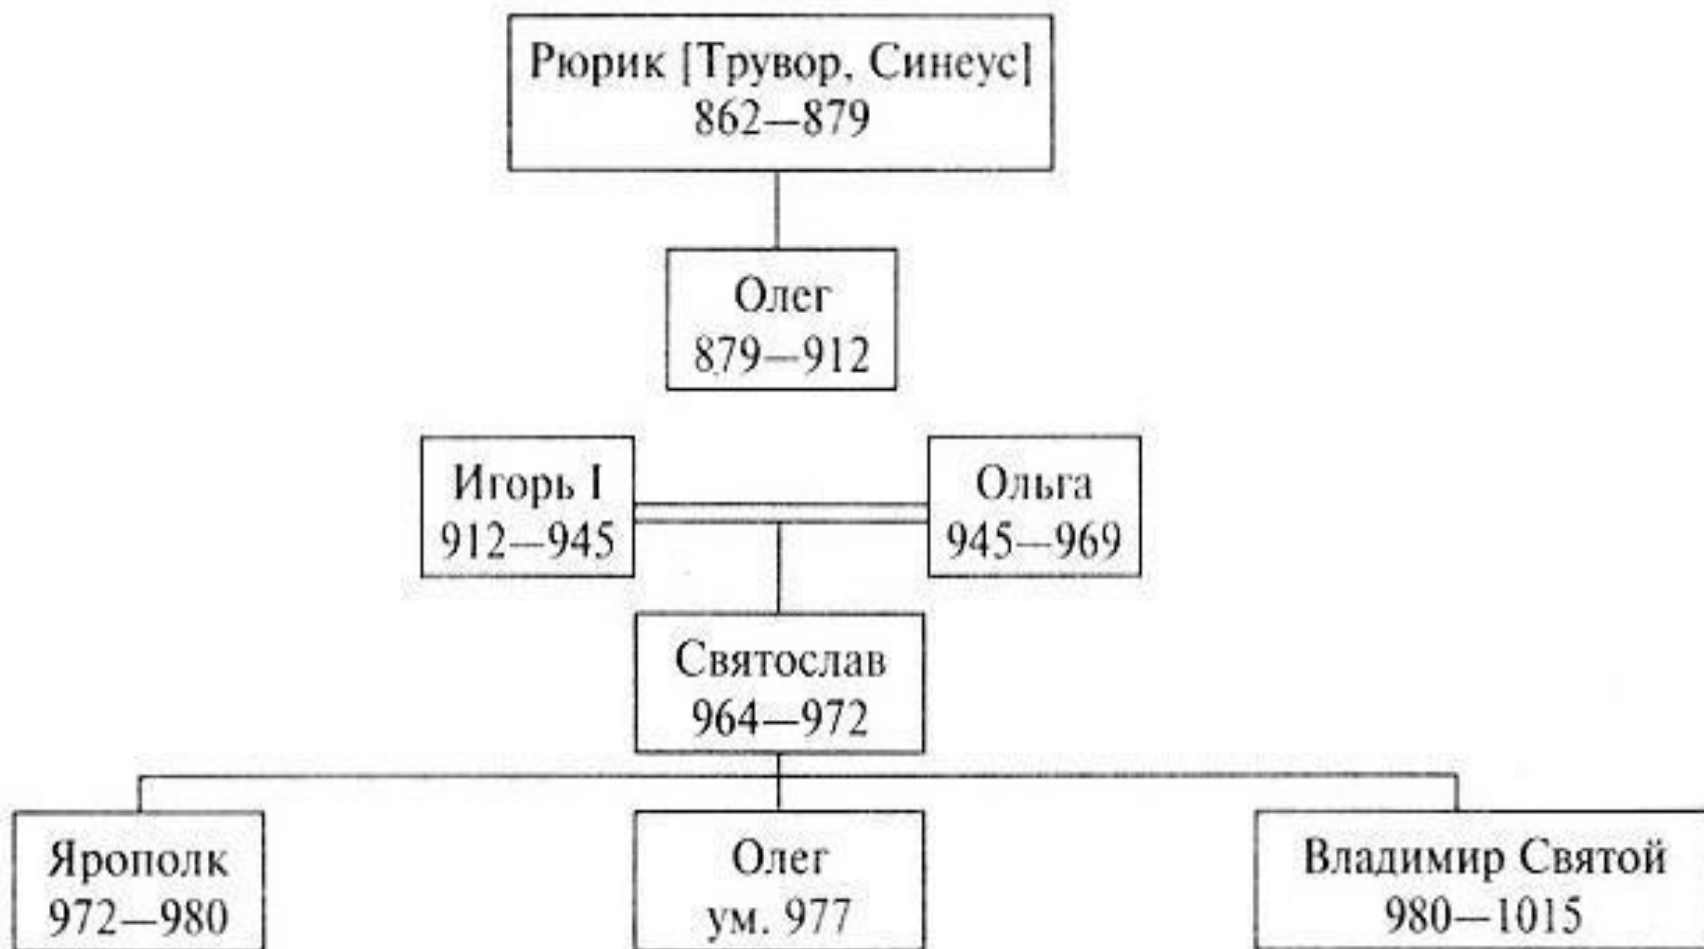 Рюрик [Трувор, Синеус]
862—879
Олег
879—912
Игорь I
912—945
Ольга
945—969
Святослав
964—972
Ярополк
972—980
Олег
ум. 977
Владимир Святой
980—1015